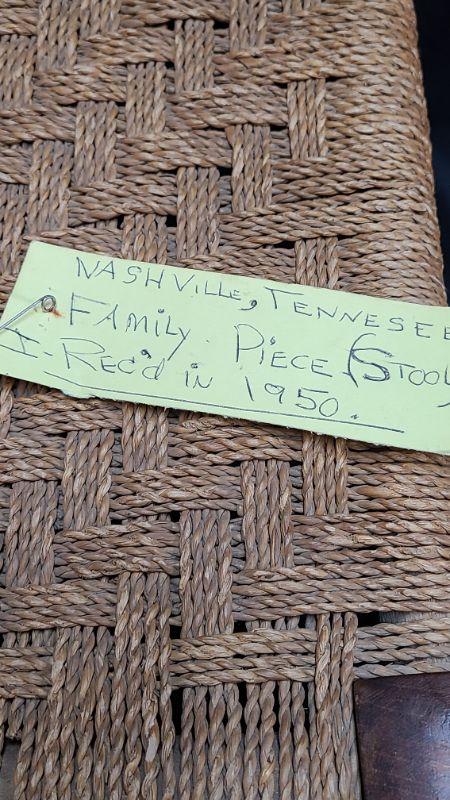 NASHVILLE, TENNESEE
FAMILY PIECE (STOOL)
I-REC'D IN 1950.